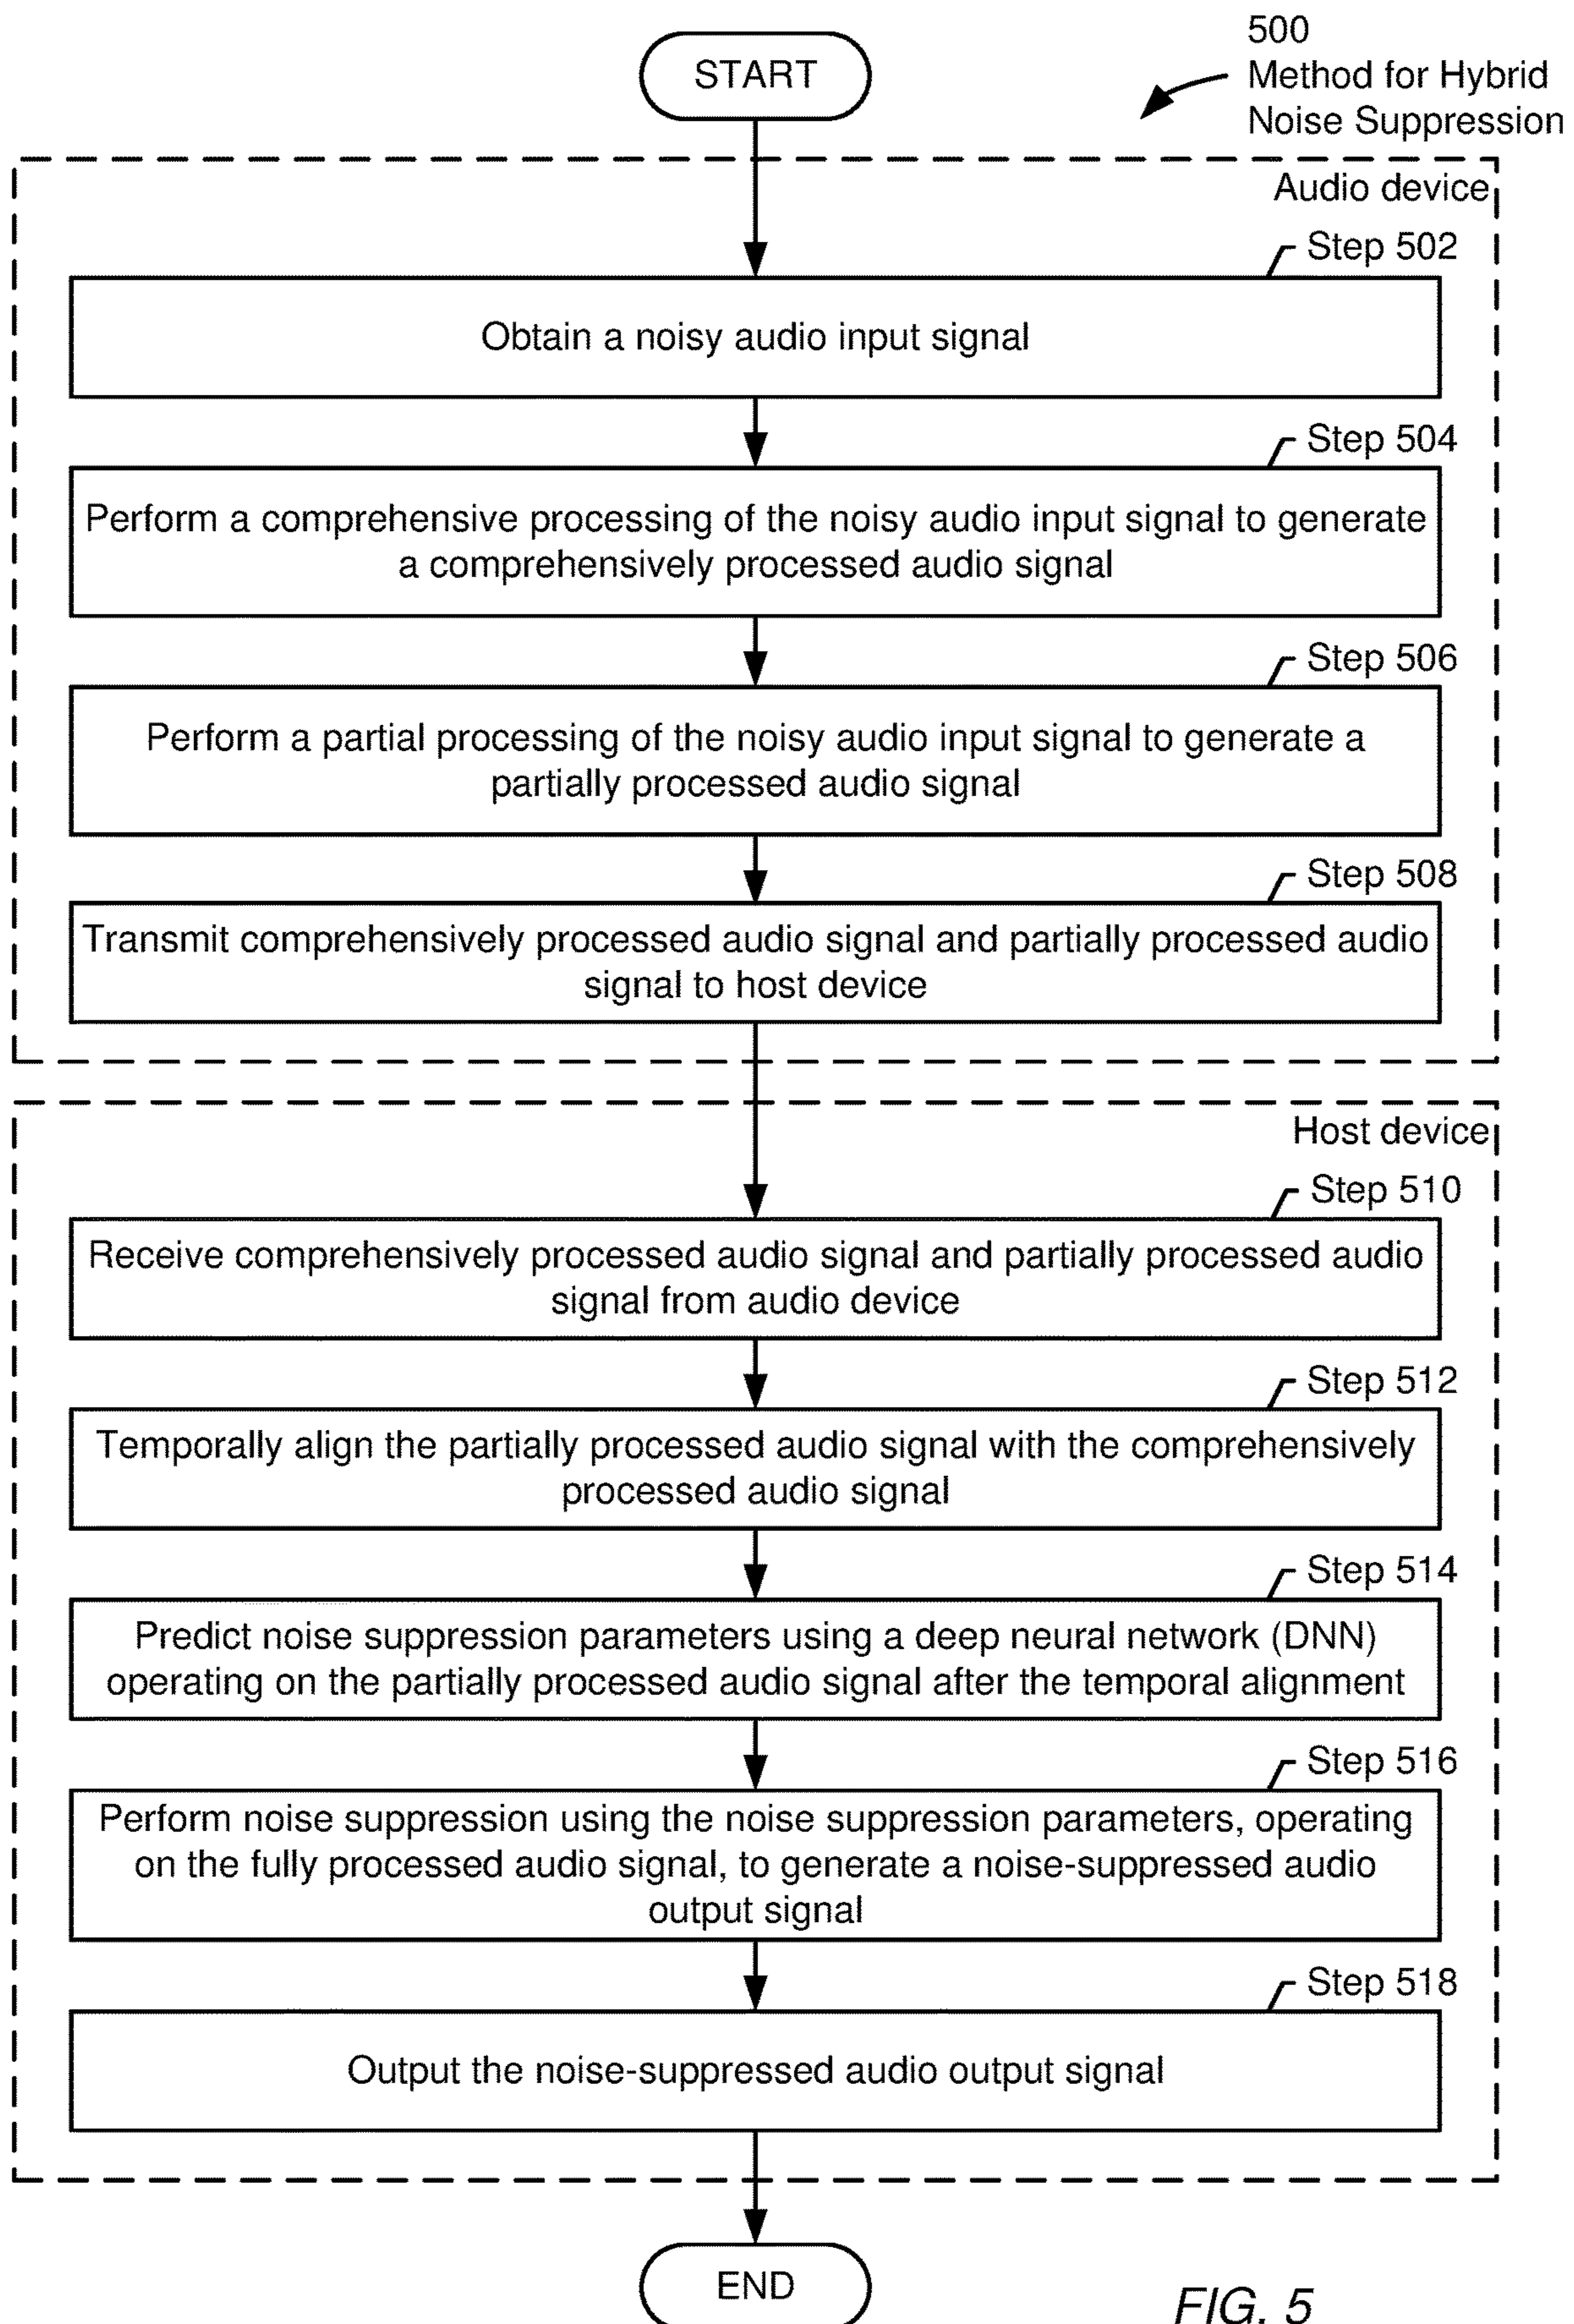 START
500
Method for Hybrid
Noise Suppression
Audio device
Step 502
Obtain a noisy audio input signal
Step 504
Perform a comprehensive processing of the noisy audio input signal to generate
a comprehensively processed audio signal
Step 506
Perform a partial processing of the noisy audio input signal to generate a
partially processed audio signal
Step 508
Transmit comprehensively processed audio signal and partially processed audio
signal to host device
Host device
Step 510
Receive comprehensively processed audio signal and partially processed audio
signal from audio device
Step 512
Temporally align the partially processed audio signal with the comprehensively
processed audio signal
Step 514
Predict noise suppression parameters using a deep neural network (DNN)
operating on the partially processed audio signal after the temporal alignment
Step 516
Perform noise suppression using the noise suppression parameters, operating
on the fully processed audio signal, to generate a noise-suppressed audio
output signal
Step 518
Output the noise-suppressed audio output signal
END
FIG. 5